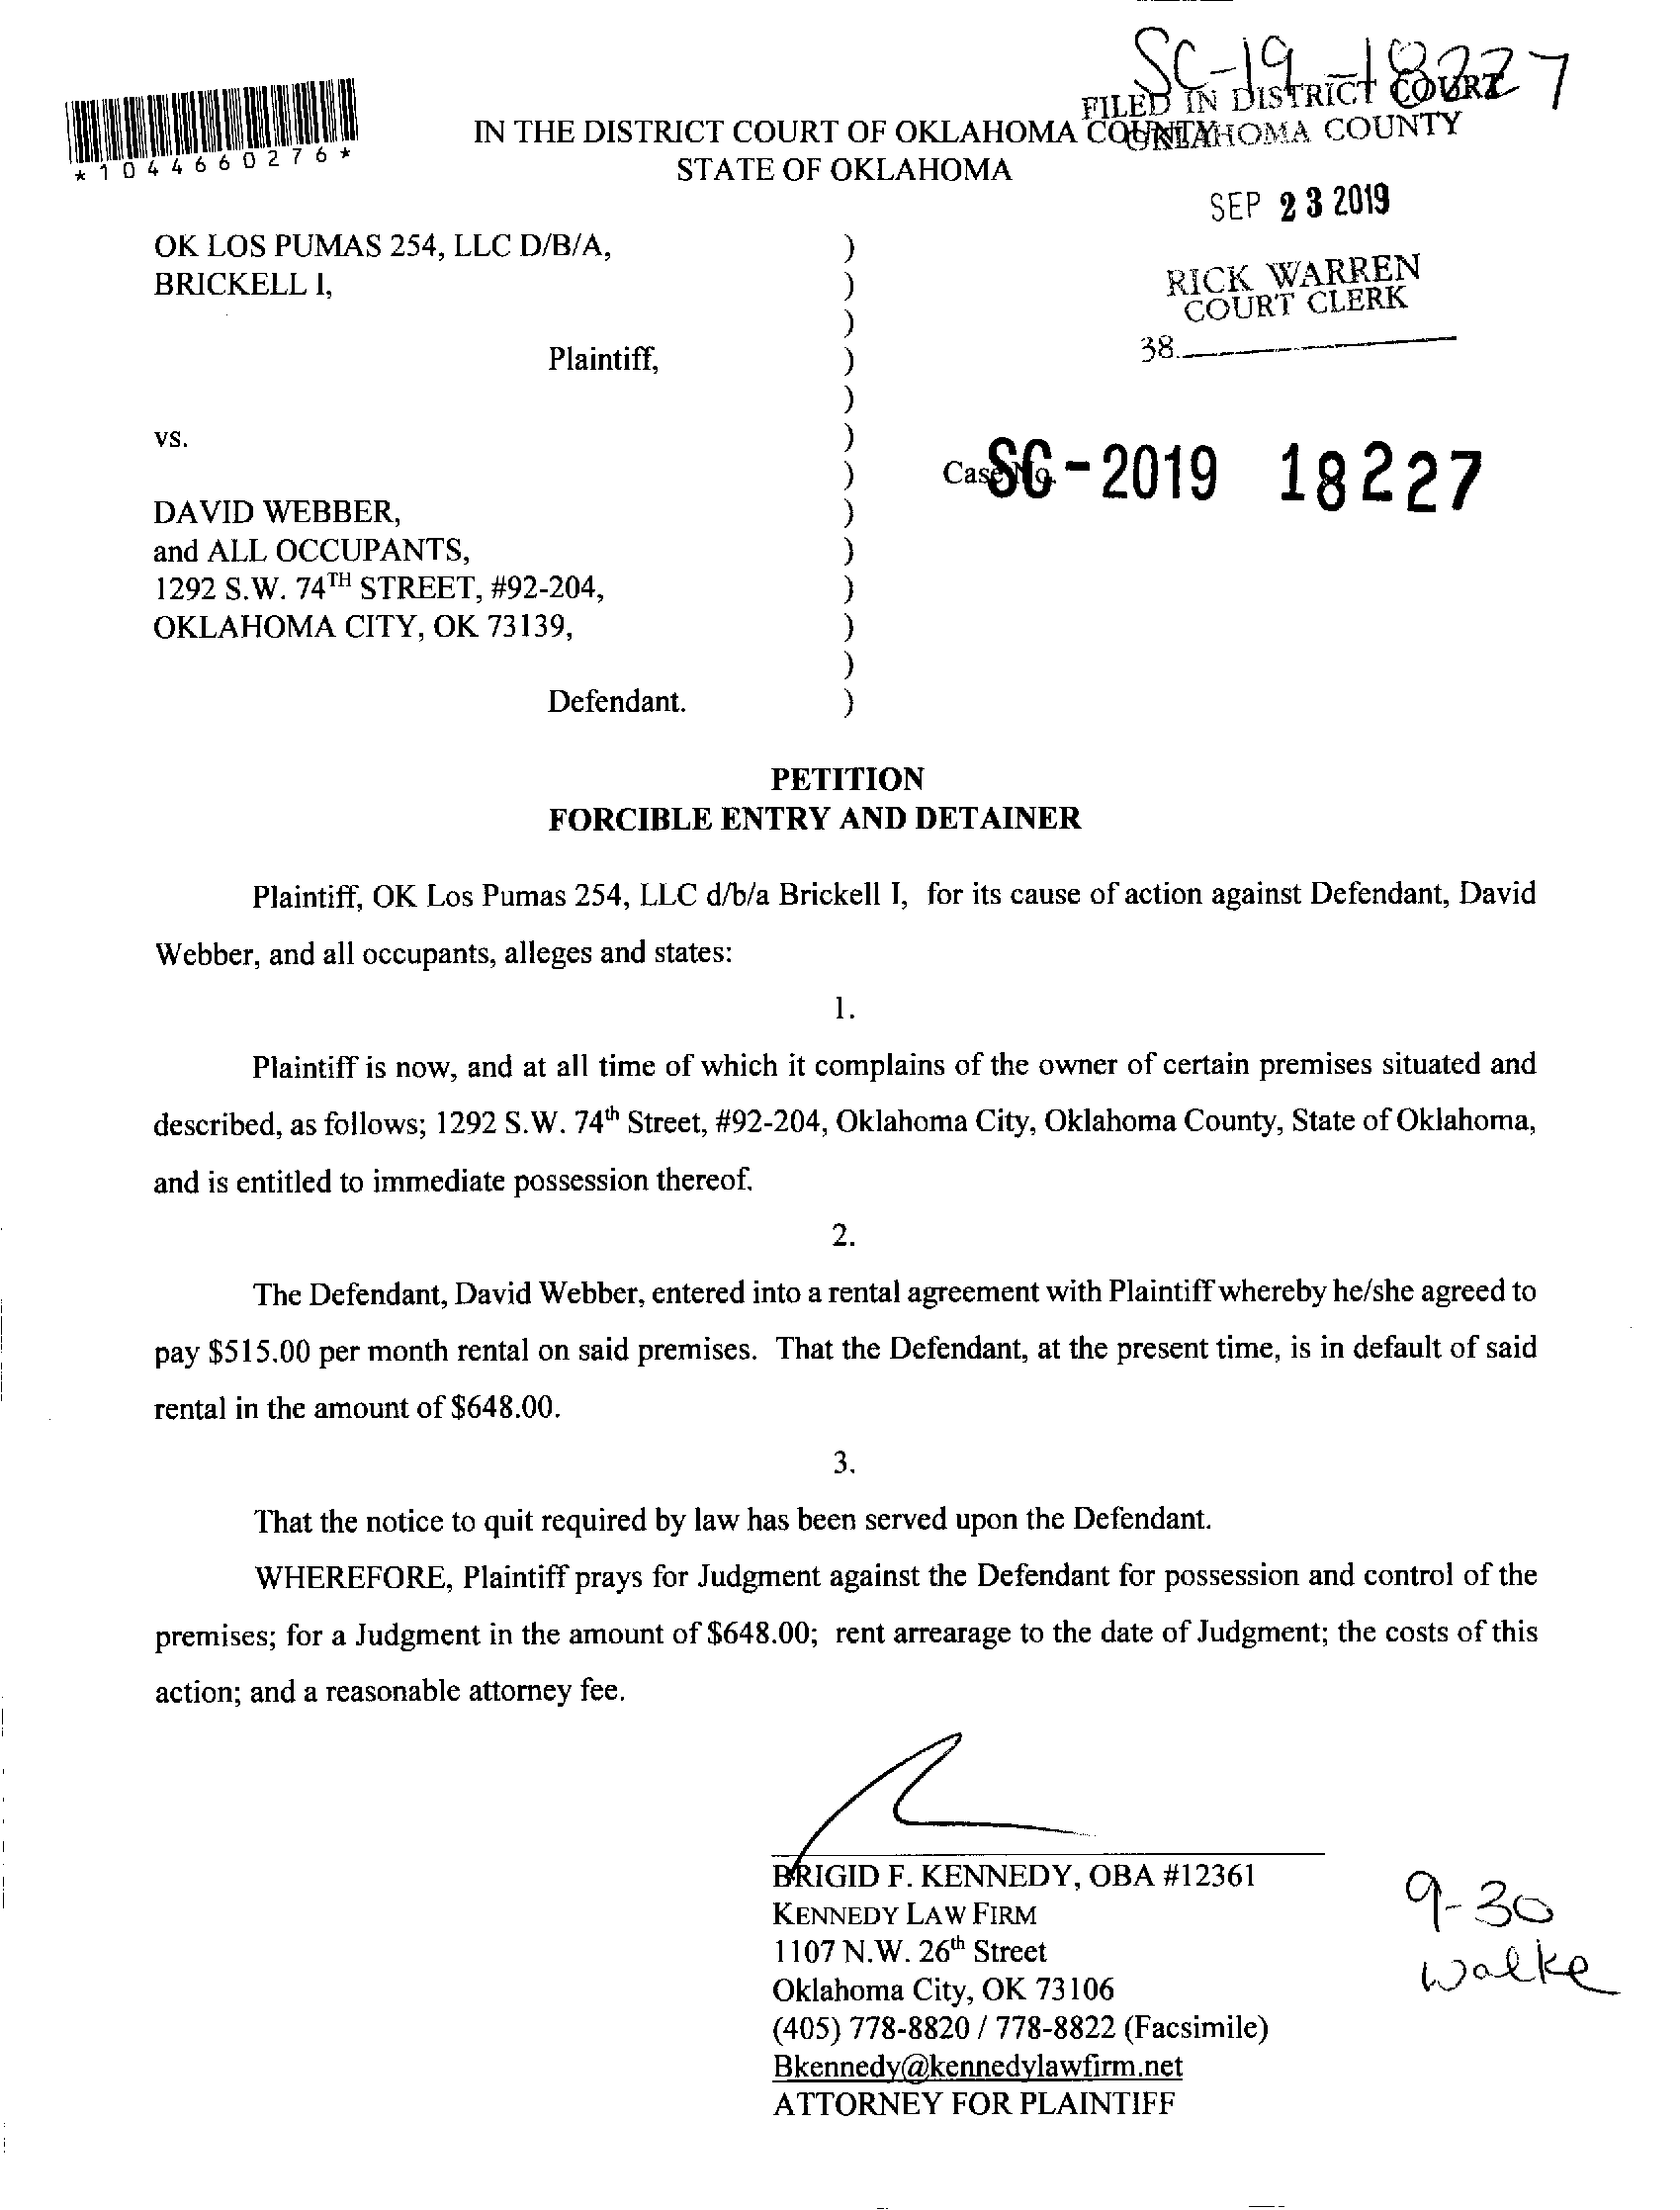 SC-19-18227
FILED IN DISTRICT COURT
OKLAHOMA COUNTY
*1044660276*
IN THE DISTRICT COURT OF OKLAHOMA COUNTY
STATE OF OKLAHOMA
SEP 23 2019
RICK WARREN
COURT CLERK
38.
OK LOS PUMAS 254, LLC D/B/A, )
BRICKELL I, )
)
Plaintiff, )
)
vs. )
) Case No. SC-2019 18227
DAVID WEBBER, )
and ALL OCCUPANTS, )
1292 S.W. 74TH STREET, #92-204, )
OKLAHOMA CITY, OK 73139, )
)
Defendant. )
PETITION
FORCIBLE ENTRY AND DETAINER
Plaintiff, OK Los Pumas 254, LLC d/b/a Brickell I, for its cause of action against Defendant, David
Webber, and all occupants, alleges and states:
1.
Plaintiff is now, and at all time of which it complains of the owner of certain premises situated and
described, as follows; 1292 S.W. 74th Street, #92-204, Oklahoma City, Oklahoma County, State of Oklahoma,
and is entitled to immediate possession thereof.
2.
The Defendant, David Webber, entered into a rental agreement with Plaintiff whereby he/she agreed to
pay $515.00 per month rental on said premises. That the Defendant, at the present time, is in default of said
rental in the amount of $648.00.
3.
That the notice to quit required by law has been served upon the Defendant.
WHEREFORE, Plaintiff prays for Judgment against the Defendant for possession and control of the
premises; for a Judgment in the amount of $648.00; rent arrearage to the date of Judgment; the costs of this
action; and a reasonable attorney fee.
BRIGID F. KENNEDY, OBA #12361
KENNEDY LAW FIRM
1107 N.W. 26th Street
Oklahoma City, OK 73106
(405) 778-8820 / 778-8822 (Facsimile)
Bkennedy@kennedylawfirm.net
ATTORNEY FOR PLAINTIFF
9-30
Walke